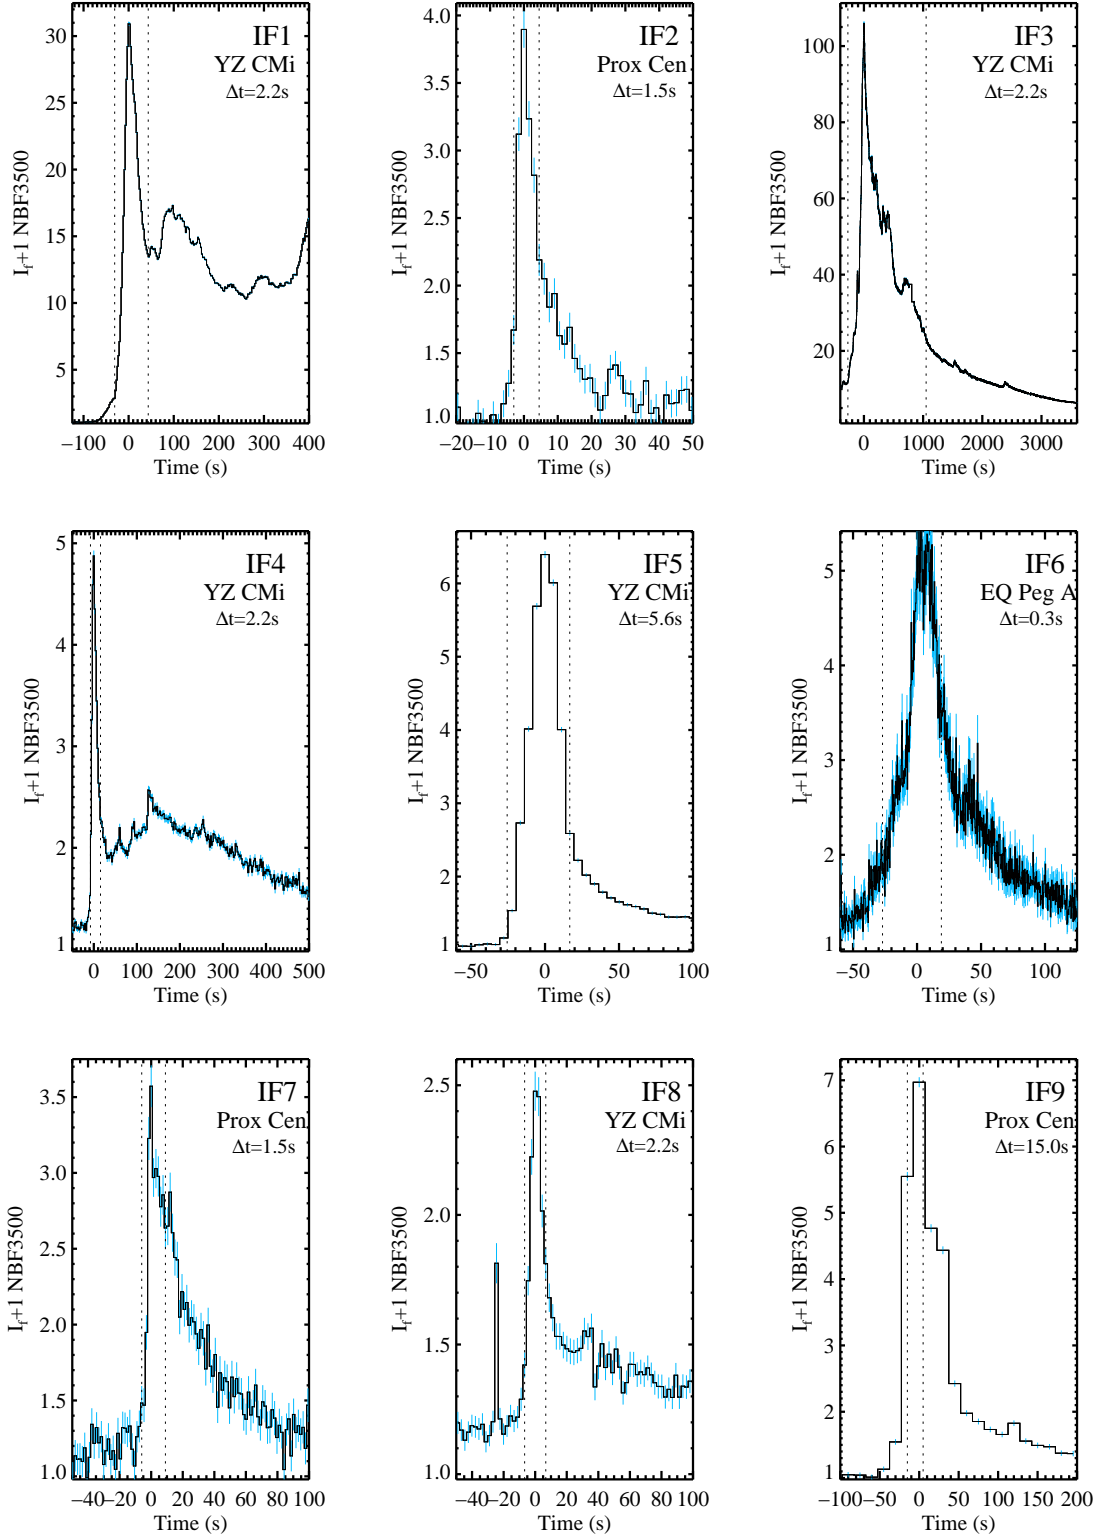 IF1
YZ CMi
Δt=2.2s
I_f+1 NBF3500
30
25
20
15
10
5
−100 0 100 200 300 400
Time (s)
IF2
Prox Cen
Δt=1.5s
I_f+1 NBF3500
4.0
3.5
3.0
2.5
2.0
1.5
1.0
−20−10 0 10 20 30 40 50
Time (s)
IF3
YZ CMi
Δt=2.2s
I_f+1 NBF3500
100
80
60
40
20
0 1000 2000 3000
Time (s)
IF4
YZ CMi
Δt=2.2s
I_f+1 NBF3500
5
4
3
2
1
0 100 200 300 400 500
Time (s)
IF5
YZ CMi
Δt=5.6s
I_f+1 NBF3500
6
5
4
3
2
1
−50 0 50 100
Time (s)
IF6
EQ Peg A
Δt=0.3s
I_f+1 NBF3500
5
4
3
2
1
−50 0 50 100
Time (s)
IF7
Prox Cen
Δt=1.5s
I_f+1 NBF3500
3.5
3.0
2.5
2.0
1.5
1.0
−40−20 0 20 40 60 80 100
Time (s)
IF8
YZ CMi
Δt=2.2s
I_f+1 NBF3500
2.5
2.0
1.5
1.0
−40−20 0 20 40 60 80 100
Time (s)
IF9
Prox Cen
Δt=15.0s
I_f+1 NBF3500
7
6
5
4
3
2
1
−100−50 0 50 100 150 200
Time (s)